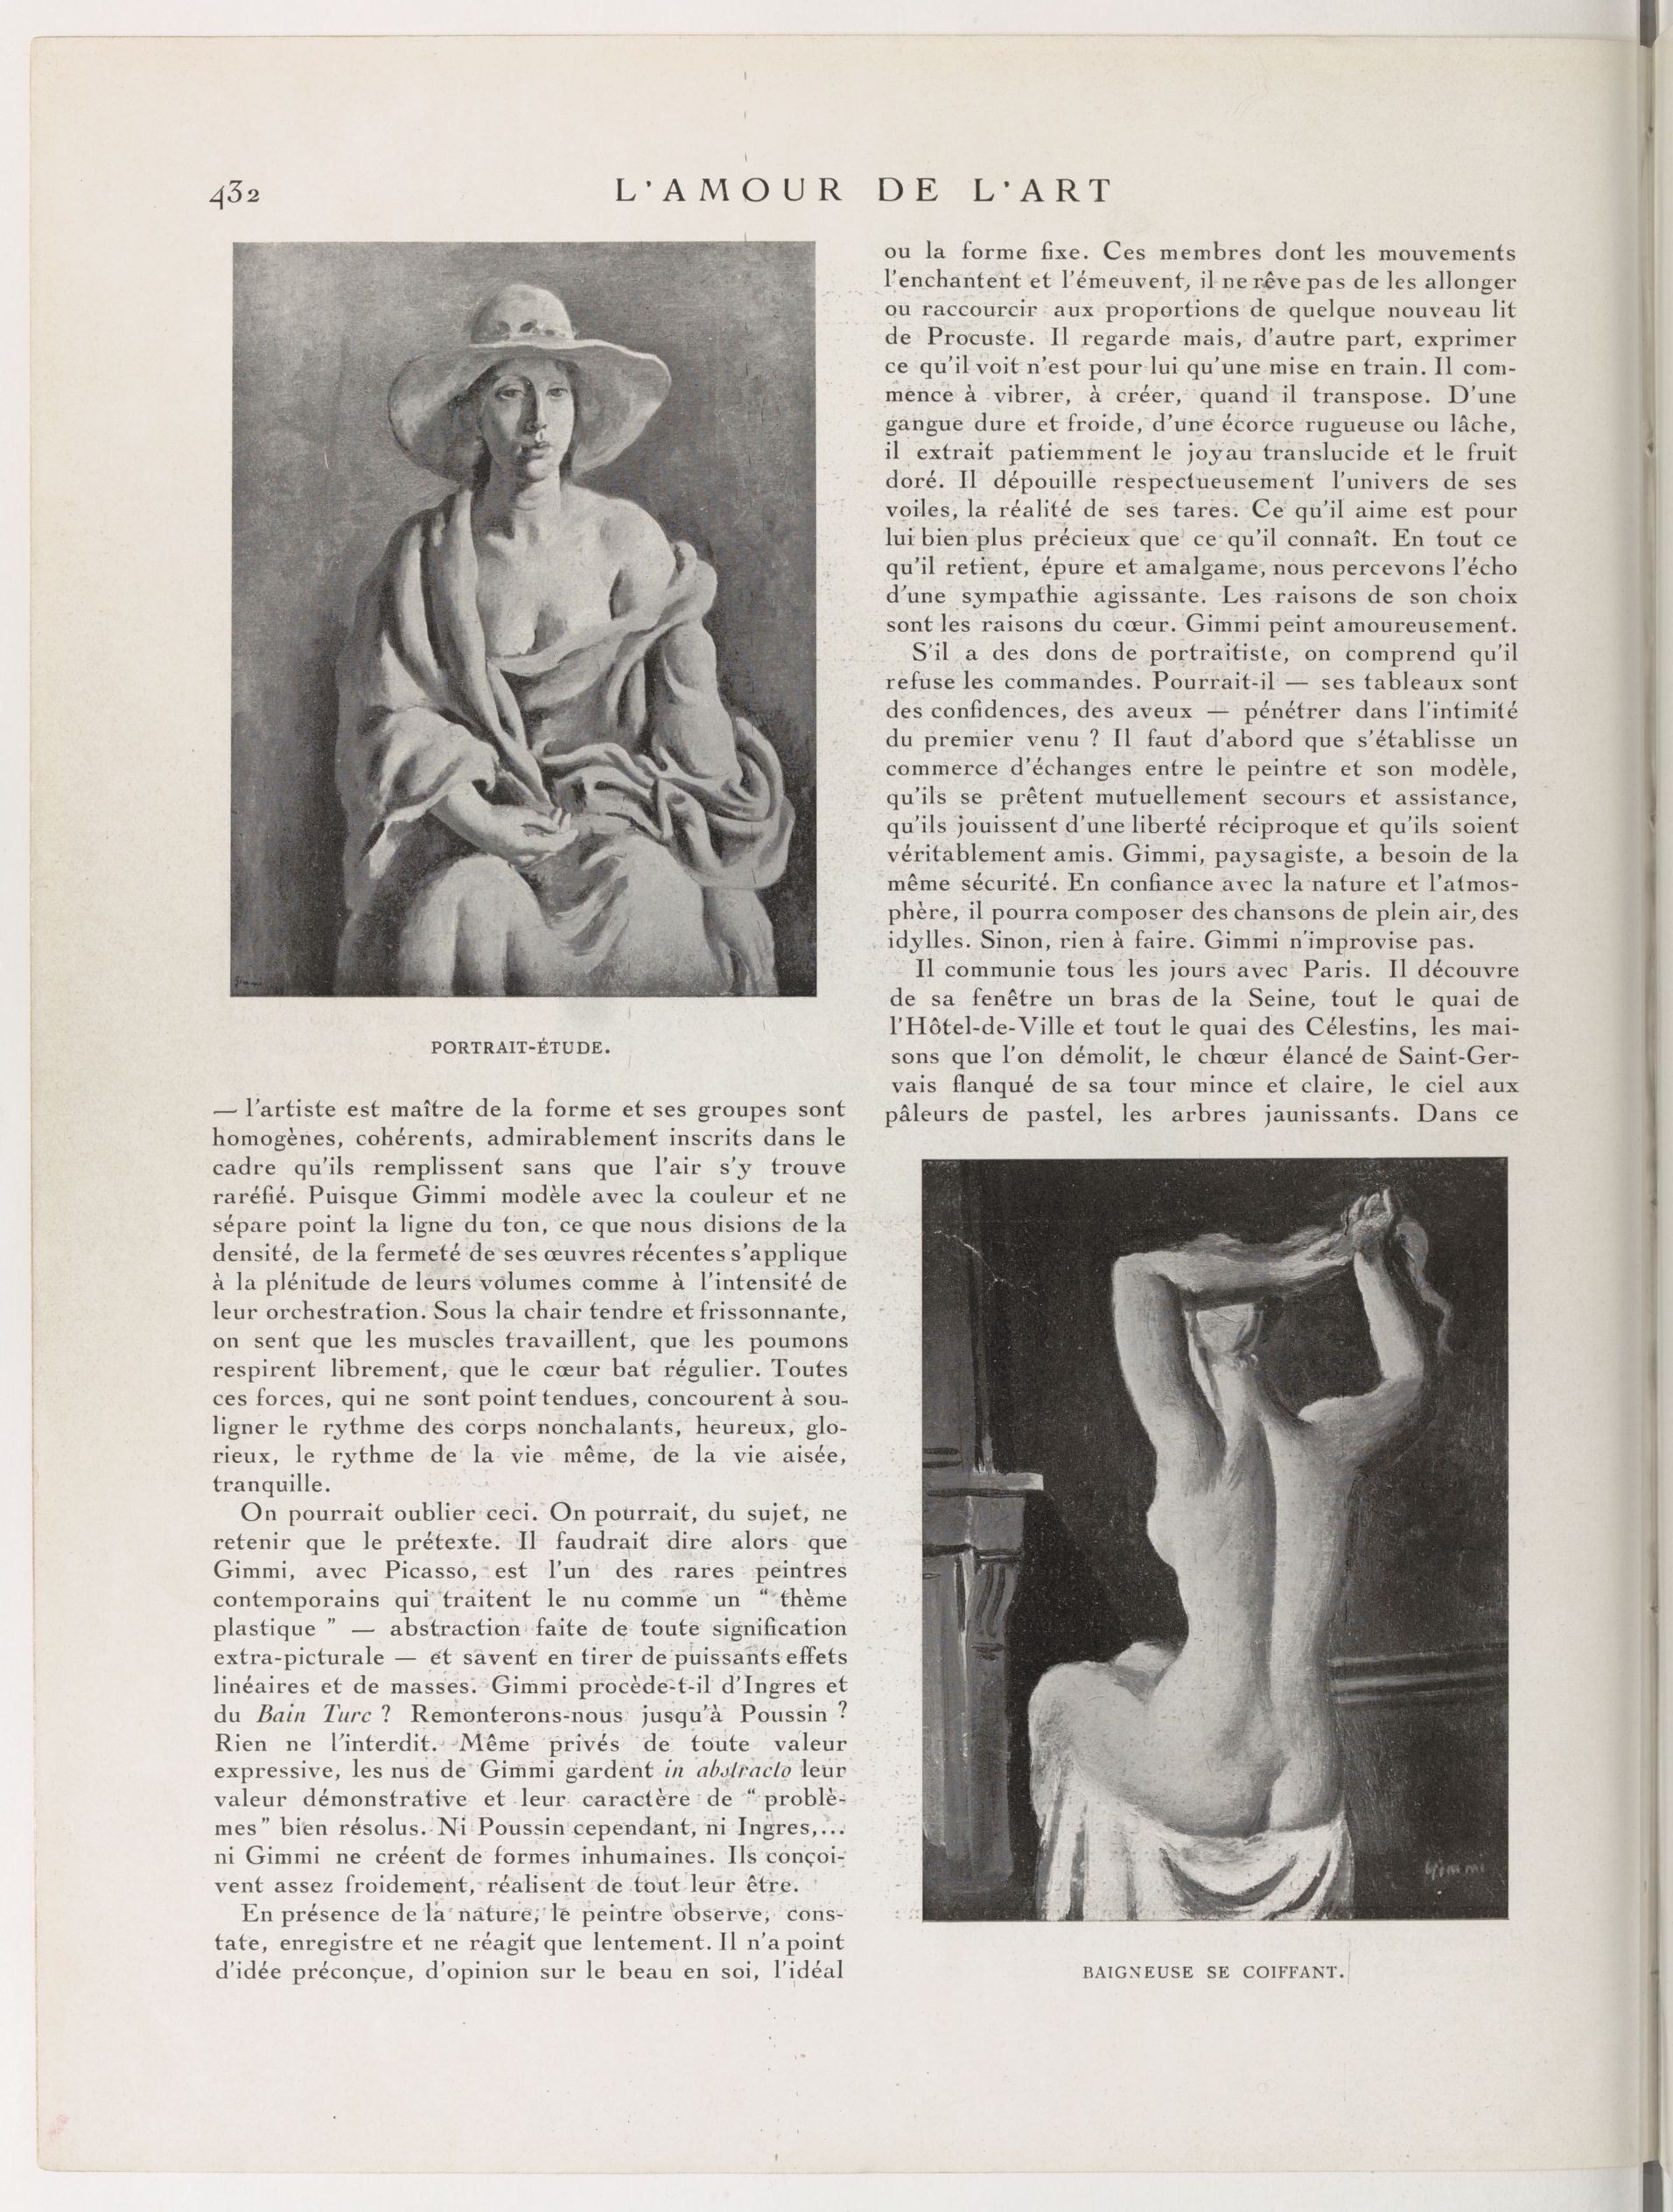 432
L'AMOUR DE L'ART
PORTRAIT-ÉTUDE.
— l'artiste est maître de la forme et ses groupes sont
homogènes, cohérents, admirablement inscrits dans le
cadre qu'ils remplissent sans que l'air s'y trouve
raréfié. Puisque Gimmi modèle avec la couleur et ne
sépare point la ligne du ton, ce que nous disions de la
densité, de la fermeté de ses œuvres récentes s'applique
à la plénitude de leurs volumes comme à l'intensité de
leur orchestration. Sous la chair tendre et frissonnante,
on sent que les muscles travaillent, que les poumons
respirent librement, que le cœur bat régulier. Toutes
ces forces, qui ne sont point tendues, concourent à sou-
ligner le rythme des corps nonchalants, heureux, glo-
rieux, le rythme de la vie même, de la vie aisée,
tranquille.
On pourrait oublier ceci. On pourrait, du sujet, ne
retenir que le prétexte. Il faudrait dire alors que
Gimmi, avec Picasso, est l'un des rares peintres
contemporains qui traitent le nu comme un “ thème
plastique ” — abstraction faite de toute signification
extra-picturale — et savent en tirer de puissants effets
linéaires et de masses. Gimmi procède-t-il d'Ingres et
du Bain Turc ? Remonterons-nous jusqu'à Poussin ?
Rien ne l'interdit. Même privés de toute valeur
expressive, les nus de Gimmi gardent in abstracto leur
valeur démonstrative et leur caractère de “ problè-
mes ” bien résolus. Ni Poussin cependant, ni Ingres,...
ni Gimmi ne créent de formes inhumaines. Ils conçoi-
vent assez froidement, réalisent de tout leur être.
En présence de la nature, le peintre observe, cons-
tate, enregistre et ne réagit que lentement. Il n'a point
d'idée préconçue, d'opinion sur le beau en soi, l'idéal
ou la forme fixe. Ces membres dont les mouvements
l'enchantent et l'émeuvent, il ne rêve pas de les allonger
ou raccourcir aux proportions de quelque nouveau lit
de Procuste. Il regarde mais, d'autre part, exprimer
ce qu'il voit n'est pour lui qu'une mise en train. Il com-
mence à vibrer, à créer, quand il transpose. D'une
gangue dure et froide, d'une écorce rugueuse ou lâche,
il extrait patiemment le joyau translucide et le fruit
doré. Il dépouille respectueusement l'univers de ses
voiles, la réalité de ses tares. Ce qu'il aime est pour
lui bien plus précieux que ce qu'il connaît. En tout ce
qu'il retient, épure et amalgame, nous percevons l'écho
d'une sympathie agissante. Les raisons de son choix
sont les raisons du cœur. Gimmi peint amoureusement.
S'il a des dons de portraitiste, on comprend qu'il
refuse les commandes. Pourrait-il — ses tableaux sont
des confidences, des aveux — pénétrer dans l'intimité
du premier venu ? Il faut d'abord que s'établisse un
commerce d'échanges entre le peintre et son modèle,
qu'ils se prêtent mutuellement secours et assistance,
qu'ils jouissent d'une liberté réciproque et qu'ils soient
véritablement amis. Gimmi, paysagiste, a besoin de la
même sécurité. En confiance avec la nature et l'atmos-
phère, il pourra composer des chansons de plein air, des
idylles. Sinon, rien à faire. Gimmi n'improvise pas.
Il communie tous les jours avec Paris. Il découvre
de sa fenêtre un bras de la Seine, tout le quai de
l'Hôtel-de-Ville et tout le quai des Célestins, les mai-
sons que l'on démolit, le chœur élancé de Saint-Ger-
vais flanqué de sa tour mince et claire, le ciel aux
pâleurs de pastel, les arbres jaunissants. Dans ce
Gimmi
BAIGNEUSE SE COIFFANT.